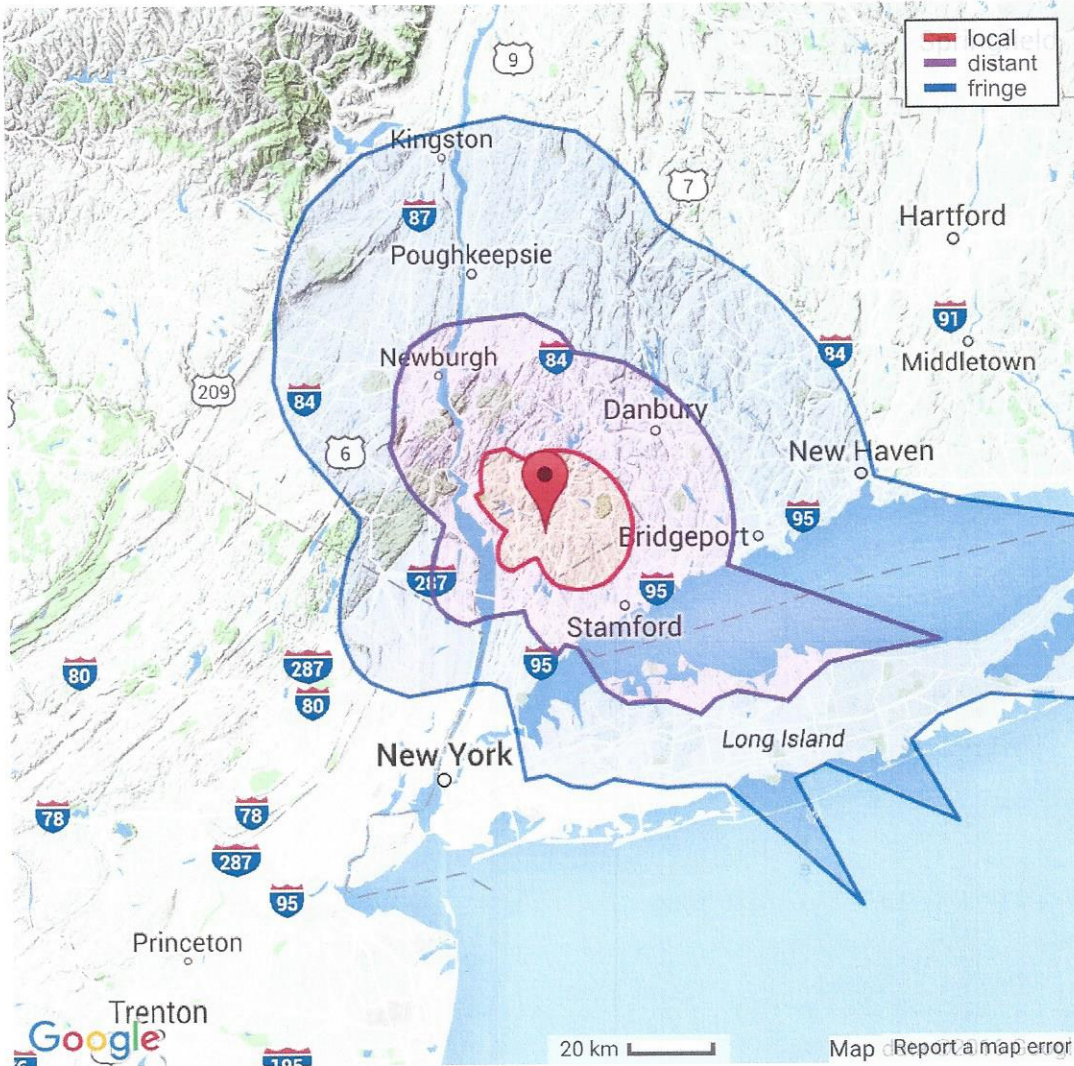 local
distant
fringe
9
Kingston
7
87
Hartford
Poughkeepsie
91
84
84
Middletown
Newburgh
209
84
Danbury
6
New Haven
95
Bridgeport
287
95
Stamford
95
287
80
80
Long Island
New York
78
78
287
95
Princeton
Trenton
Google
195
20 km
Map
Report a map error